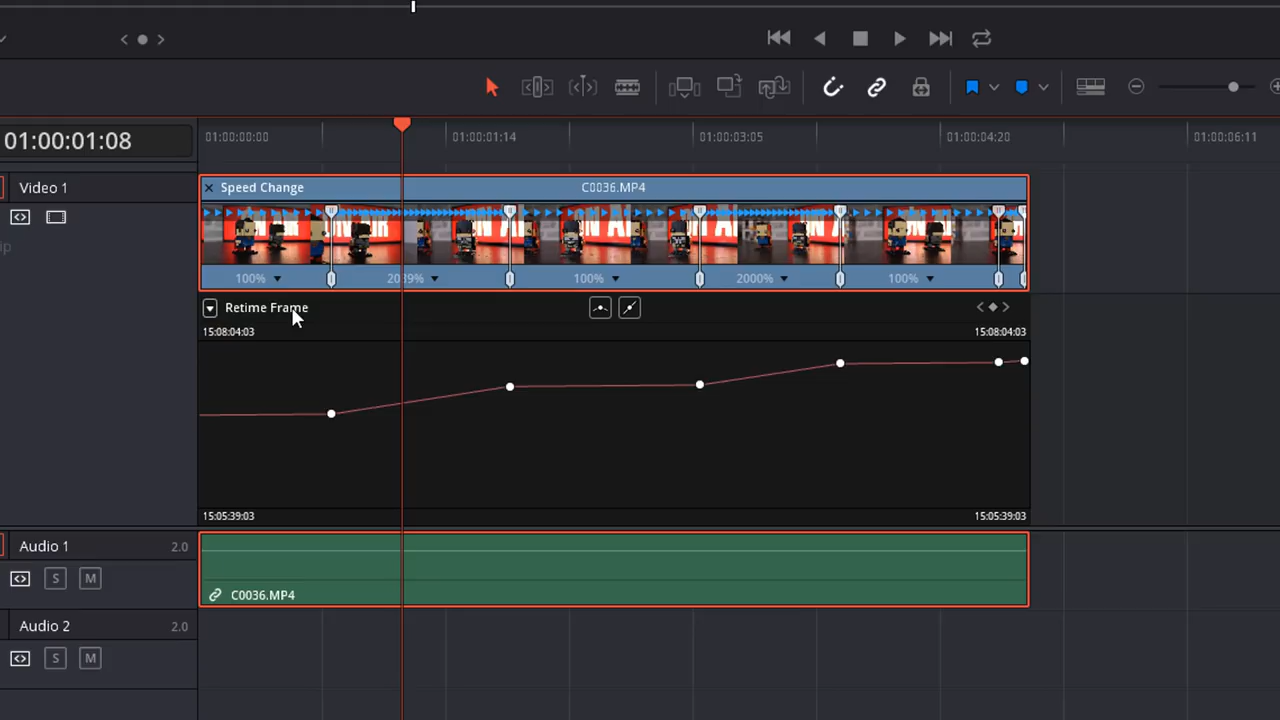 01:00:01:08
01:00:00:00
01:00:01:14
01:00:03:05
01:00:04:20
01:00:06:11
Video 1
Speed Change
C0036.MP4
100%
2039%
100%
2000%
100%
Retime Frame
15:08:04:03
15:08:04:03
15:05:39:03
15:05:39:03
Audio 1
2.0
S
M
C0036.MP4
Audio 2
2.0
S
M